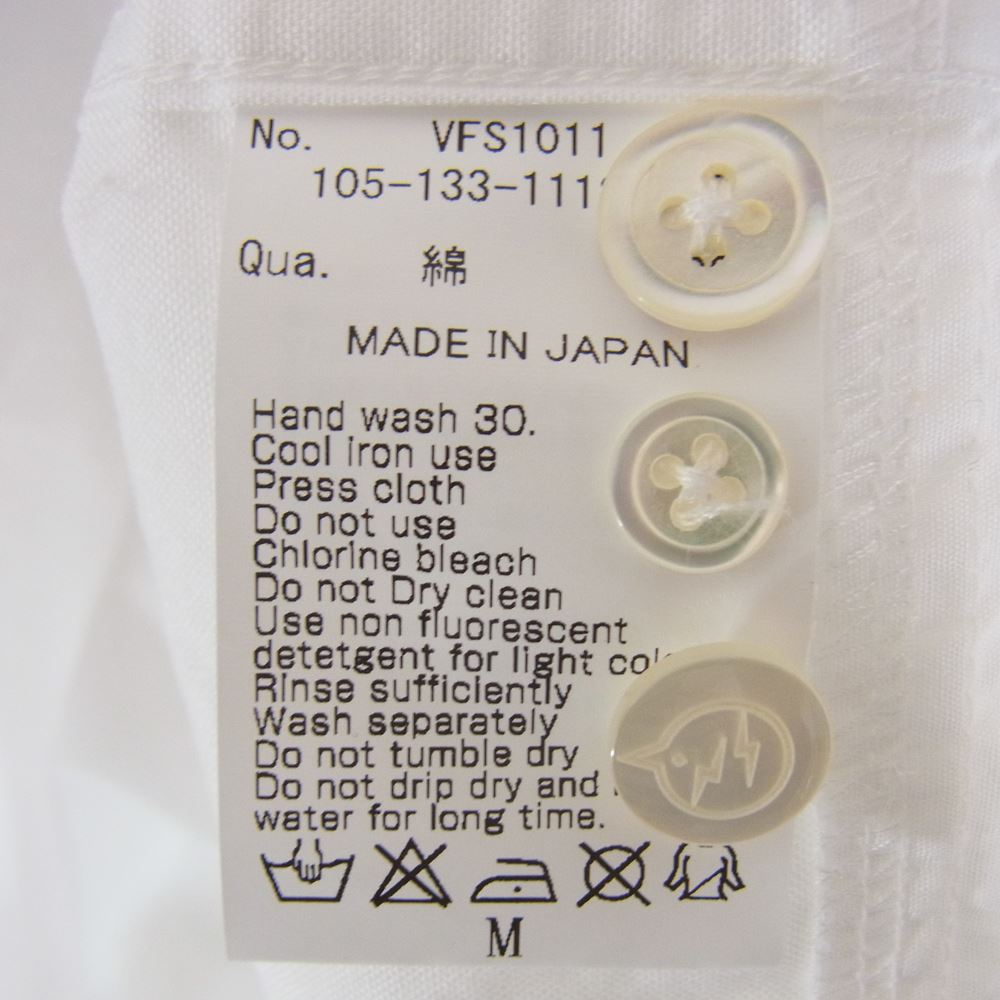 No. VFS1011
105-133-111
Qua. 綿
MADE IN JAPAN
Hand wash 30.
Cool iron use
Press cloth
Do not use
Chlorine bleach
Do not Dry clean
Use non fluorescent
detetgent for light
Rinse sufficiently
Wash separately
Do not tumble dry
Do not drip dry and
water for long time.
M